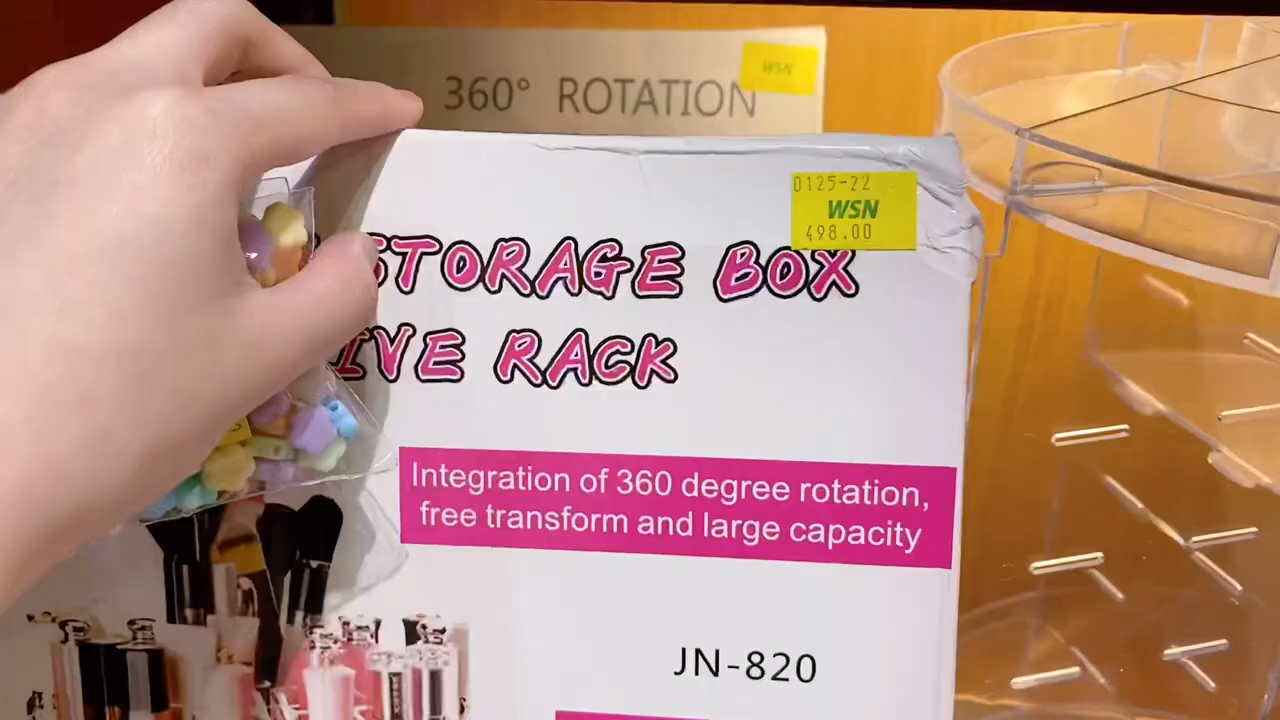 360° ROTATION
WSN
0125-22
WSN
498.00
STORAGE BOX
IVE RACK
Integration of 360 degree rotation,
free transform and large capacity
JN-820